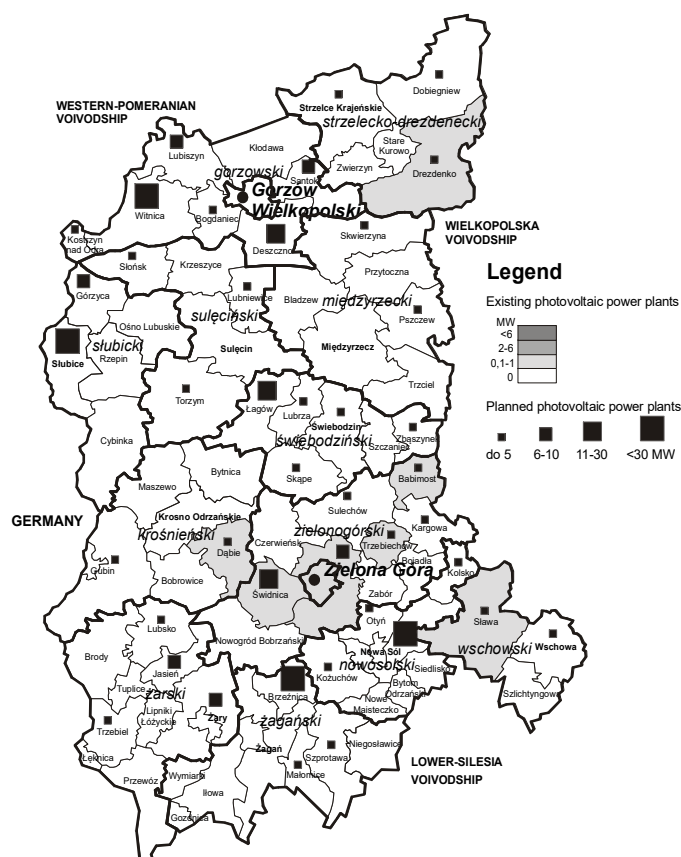 Dobiegniew
WESTERN-POMERANIAN
VOIVODSHIP
Strzelce Krajeńskie
strzelecko-drezdenecki
Lubiszyn
Kłodawa
Stare
Kurowo
Zwierzyn
Drezdenko
gorzowski
Santok
Gorzów
Wielkopolski
Witnica
Bogdaniec
Kostrzyn
nad Odrą
Deszczno
Skwierzyna
WIELKOPOLSKA
VOIVODSHIP
Słońsk
Krzeszyce
Przytoczna
Górzyca
Lubniewice
Bladzew
międzyrzecki
Pszczew
sulęciński
Ośno Lubuskie
słubicki
Słubice
Rzepin
Sulęcin
Międzyrzecz
Trzciel
Torzym
Łagów
Lubrza
Świebodzin
świebodziński
Zbąszynek
Szczaniec
Cybinka
Skąpe
Babimost
Bytnica
Maszewo
Sulechów
GERMANY
Krosno Odrzańskie
krośnieński
Dąbie
Czerwieńsk
zielonogórski
Trzebiechów
Kargowa
Bojadła
Kolsko
Gubin
Bobrowice
Świdnica
Zielona Góra
Zabór
Otyń
Sława
Lubsko
Nowogród Bobrzański
Nowa Sól
nowosolski
Siedlisko
wschowski
Wschowa
Brody
Jasień
Kożuchów
Bytom
Odrzański
Szlichtyngowa
Tuplice
żarski
Brzeźnica
Nowe
Miasteczko
Lipniki
Łóżyckie
Żary
żagański
Trzebiel
Żagań
Szprotawa
Niegosławice
Łęknica
Małomice
LOWER-SILESIA
VOIVODSHIP
Przewóz
Wymiarki
Iłowa
Gozdnica
Legend
Existing photovoltaic power plants
MW
<6
2-6
0,1-1
0
Planned photovoltaic power plants
do 5
6-10
11-30
<30 MW